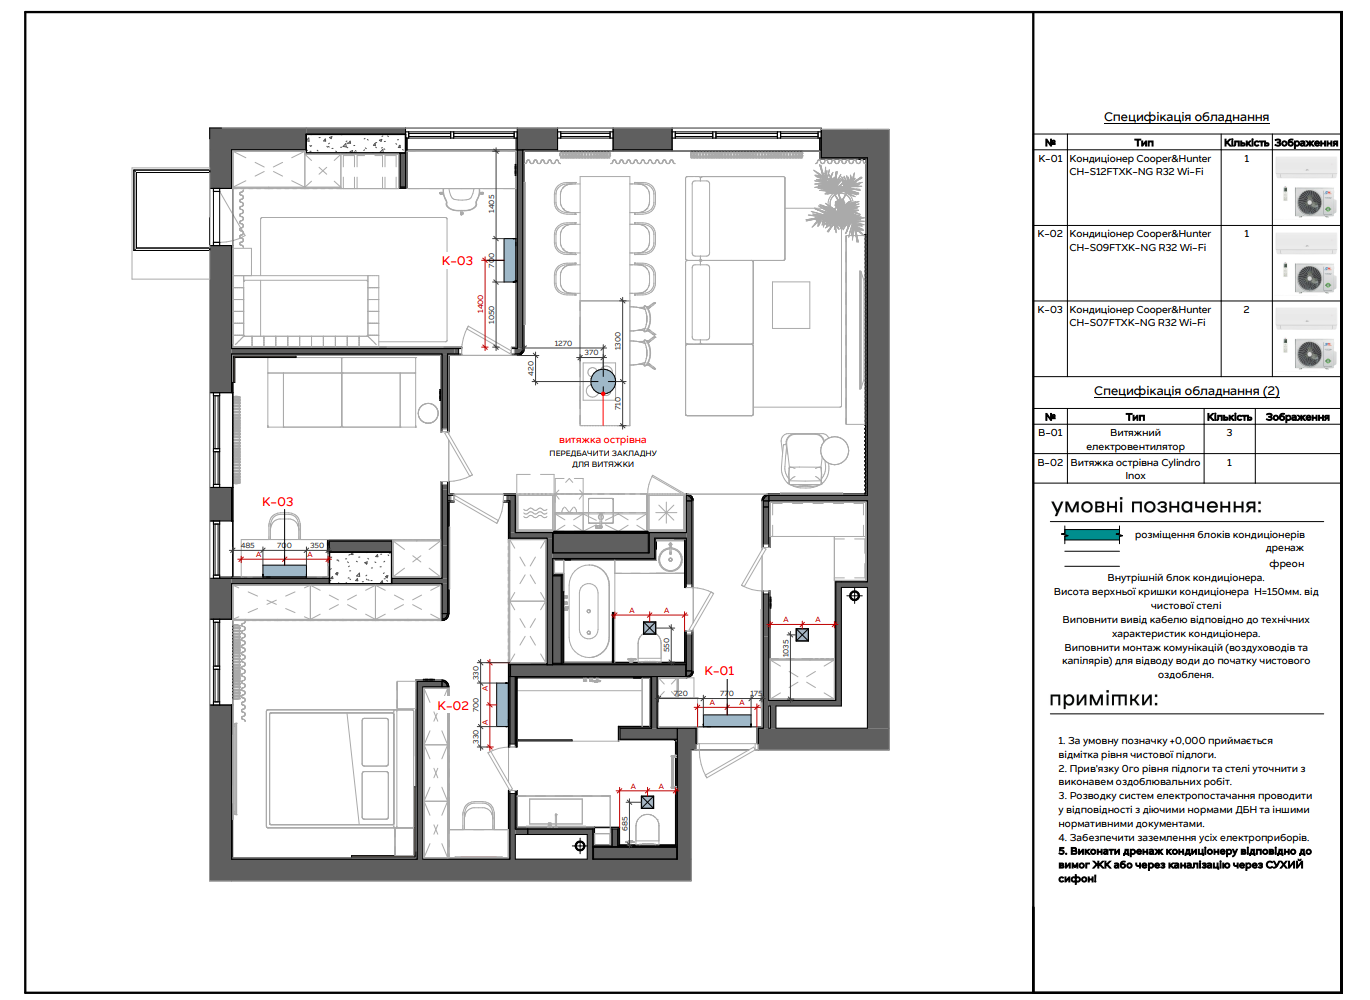 Специфікація обладнання
№ Тип Кількість Зображення
К-01 Кондиціонер Cooper&Hunter 1
CH-S12FTXK-NG R32 Wi-Fi
К-02 Кондиціонер Cooper&Hunter 1
CH-S09FTXK-NG R32 Wi-Fi
К-03 Кондиціонер Cooper&Hunter 2
CH-S07FTXK-NG R32 Wi-Fi
Специфікація обладнання (2)
№ Тип Кількість Зображення
В-01 Витяжний 3
електровентилятор
В-02 Витяжка острівна Cylindro 1
Inox
умовні позначення:
розміщення блоків кондиціонерів
дренаж
фреон
Внутрішній блок кондиціонера.
Висота верхньої кришки кондиціонера Н=150мм. від
чистової стелі
Виповнити вивід кабелю відповідно до технічних
характеристик кондиціонера.
Виповнити монтаж комунікацій (воздуховодів та
капілярів) для відводу води до початку чистового
оздобленя.
примітки:
1. За умовну позначку +0,000 приймається
відмітка рівня чистової підлоги.
2. Прив'язку 0го рівня підлоги та стелі уточнити з
виконавем оздоблювальних робіт.
3. Розводку систем електропостачання проводити
у відповідності з діючими нормами ДБН та іншими
нормативними документами.
4. Забезпечити заземлення усіх електроприборів.
5. Виконати дренаж кондиціонеру відповідно до
вимог ЖК або через каналізацію через СУХИЙ
сифон!
1405
К-03
700
1400
1050
1270
370
1300
420
710
витяжка острівна
ПЕРЕДБАЧИТИ ЗАКЛАДНУ
ДЛЯ ВИТЯЖКИ
К-03
485 700 350
А А
А А
550
А А
1035
К-01
720 770 175
А А
330
А
К-02 700
А
330
А А
685